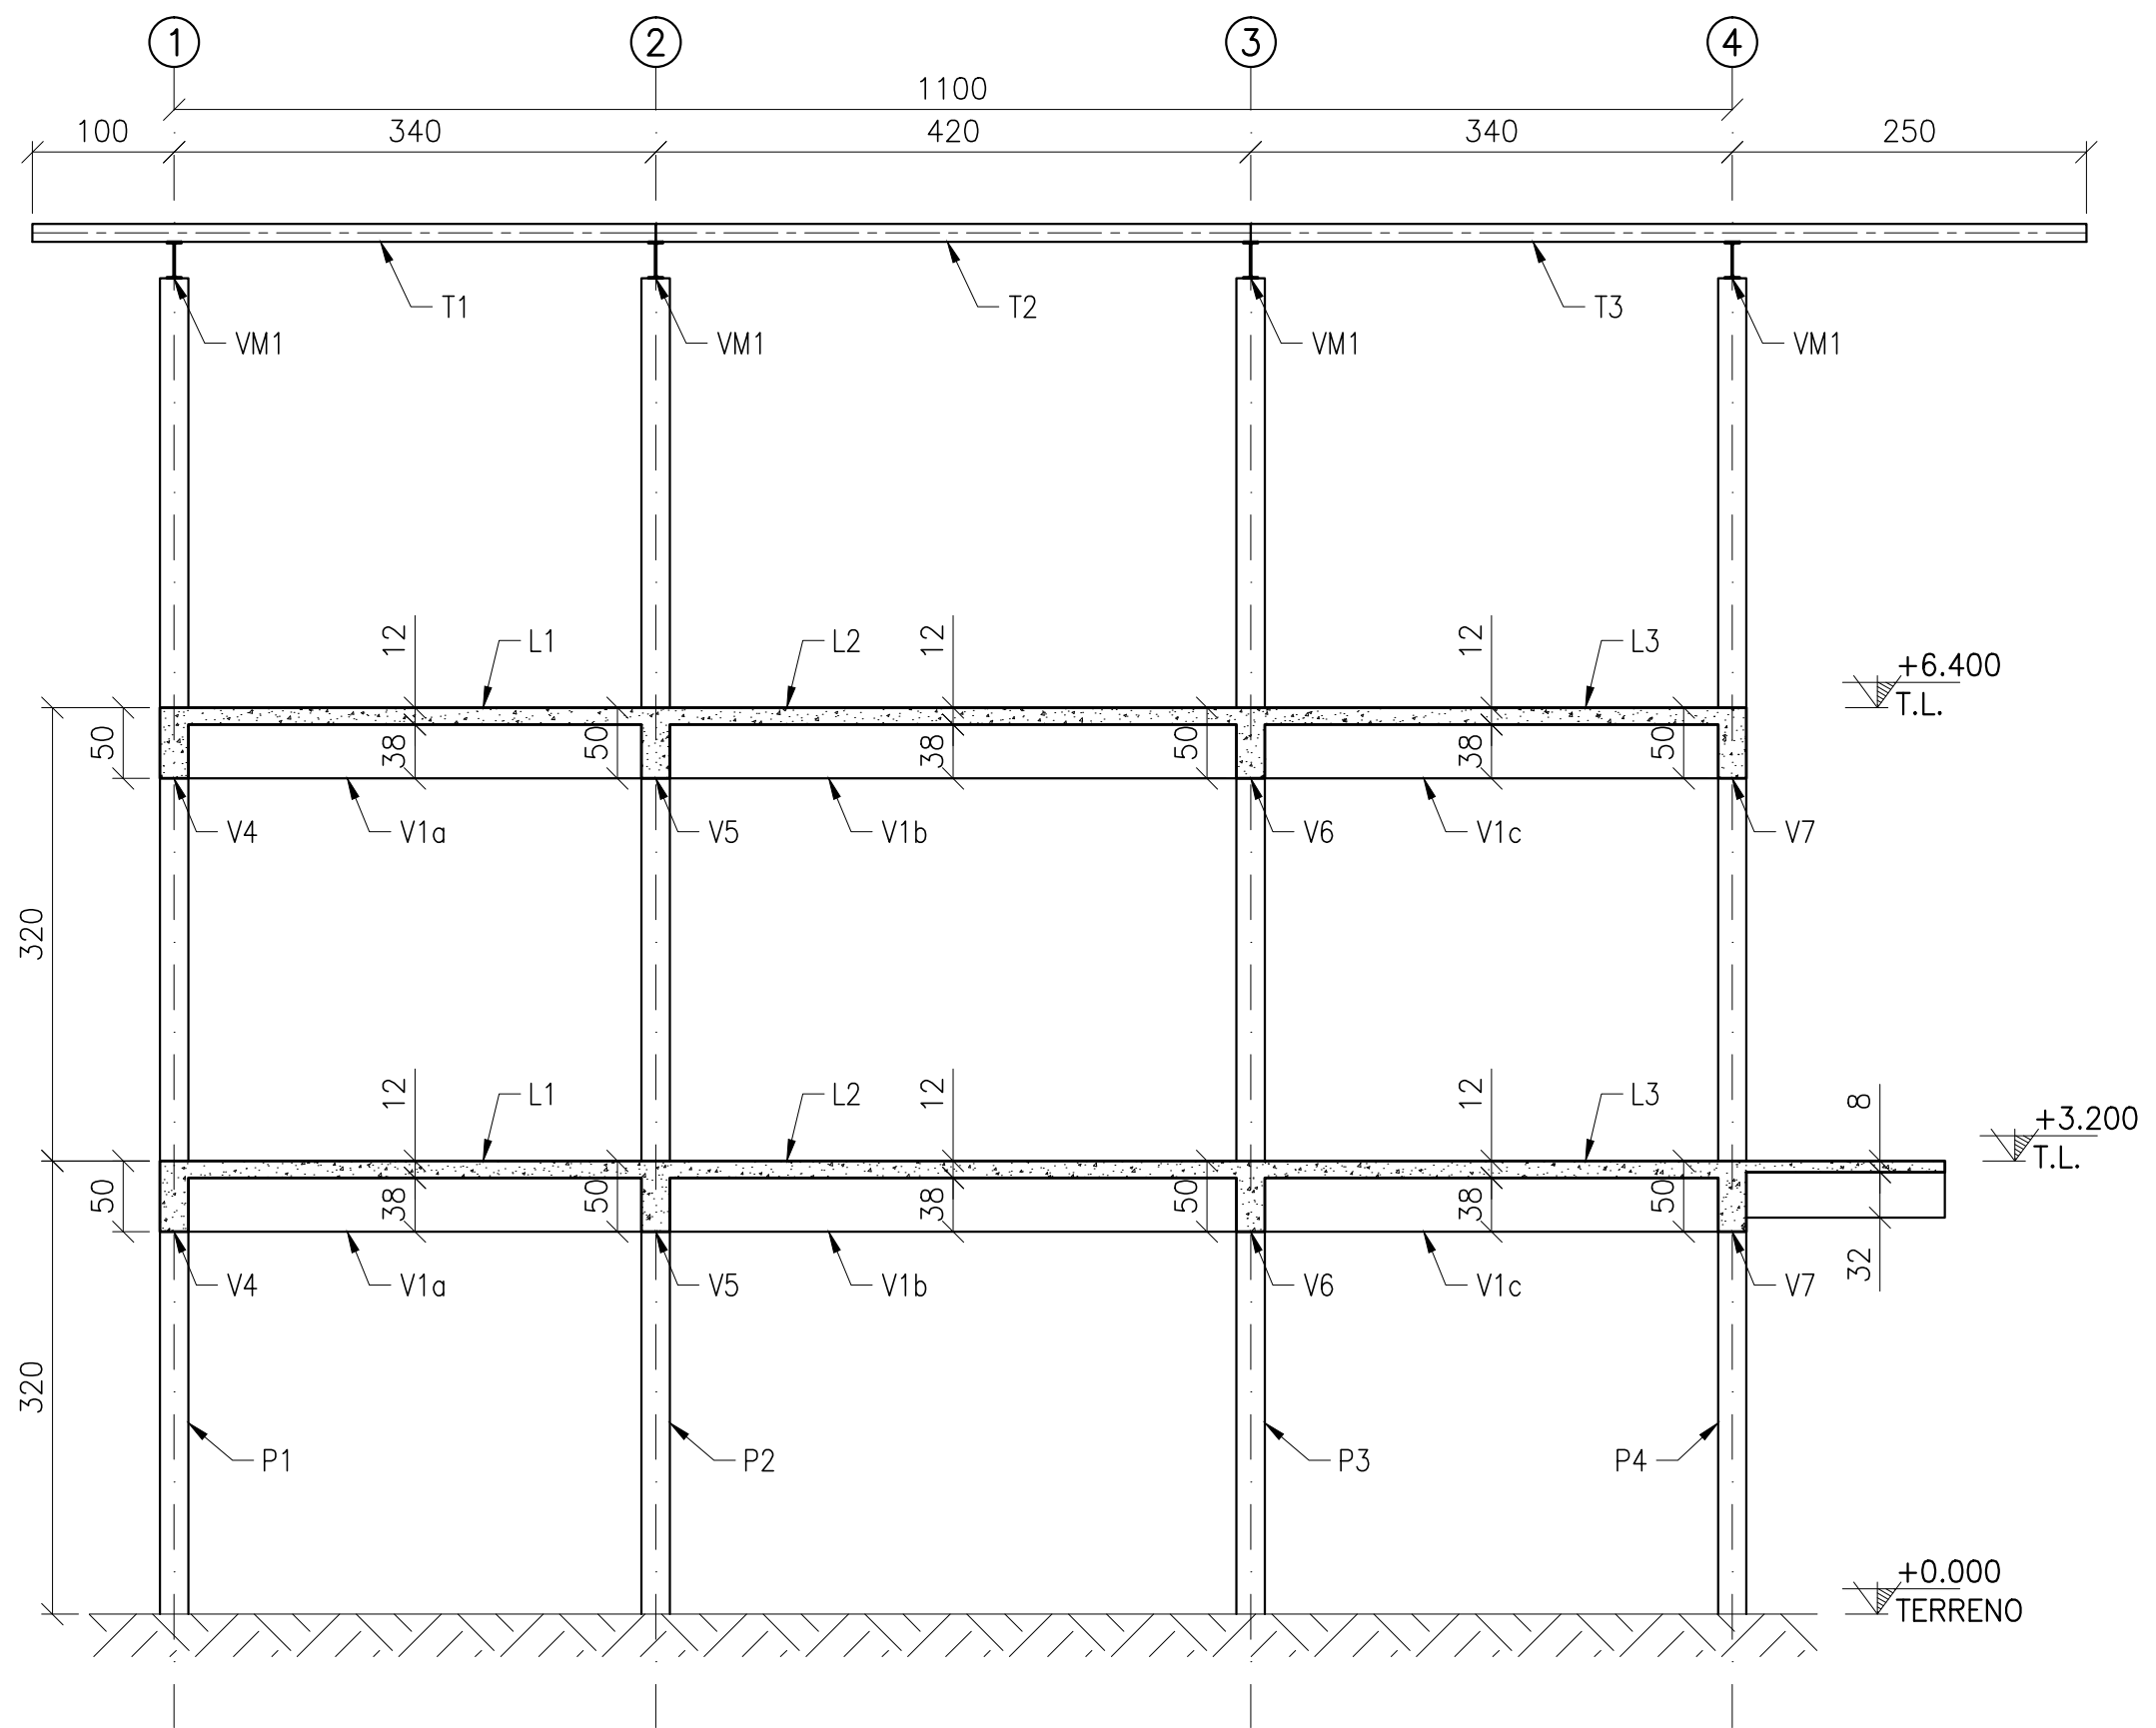 1 2 3 4
1100
100 340 420 340 250
T1 T2 T3
VM1 VM1 VM1 VM1
12 L1 L2 12 12 L3
+6.400
T.L.
50 38 50 38 50 38 50
V4 V1a V5 V1b V6 V1c V7
320
12 L1 L2 12 12 L3 8
+3.200
T.L.
50 38 50 38 50 38 50 32
V4 V1a V5 V1b V6 V1c V7
320
P1 P2 P3 P4
+0.000
TERRENO